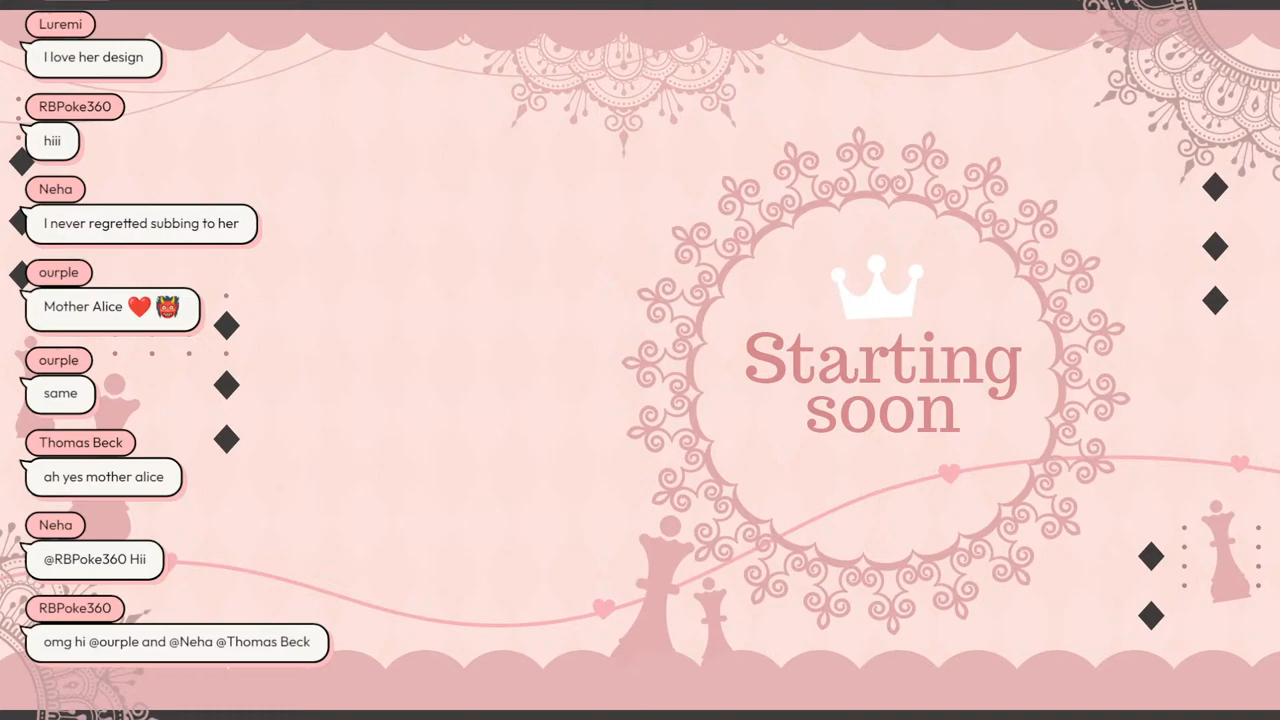 Luremi
I love her design
RBPoke360
hiii
Neha
I never regretted subbing to her
ourple
Mother Alice ❤️ 👹
ourple
same
Thomas Beck
ah yes mother alice
Neha
@RBPoke360 Hii
RBPoke360
omg hi @ourple and @Neha @Thomas Beck
Starting
soon